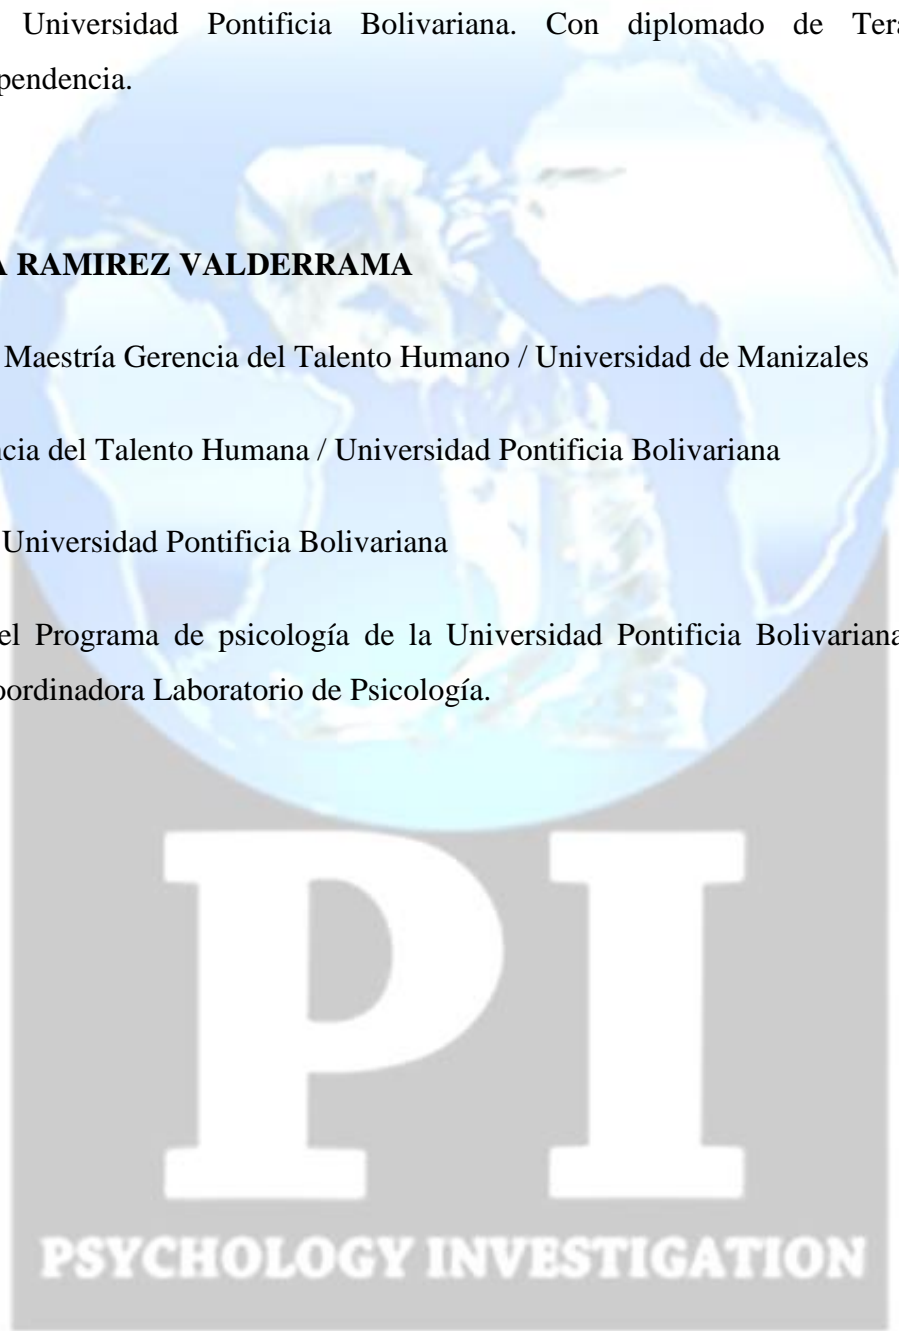 Universidad Pontificia Bolivariana. Con diplomado de
pendencia.
RAMIREZ VALDERRAMA
Maestría Gerencia del Talento Humano / Universidad de Manizales
del Talento Humana / Universidad Pontificia Bolivariana
Universidad Pontificia Bolivariana
el Programa de psicología de la Universidad Pontificia Bolivariana
oordinadora Laboratorio de Psicología.
PI
PSYCHOLOGY INVESTIGATION